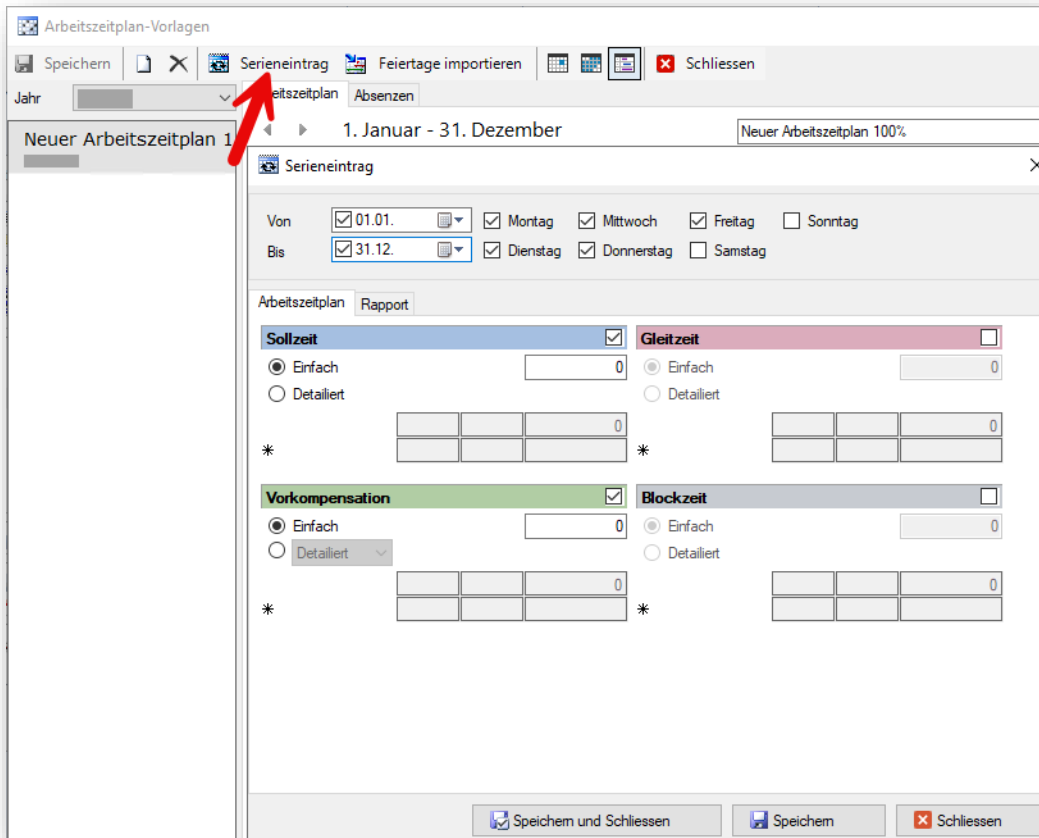 Arbeitszeitplan-Vorlagen
Speichern Serieneintrag Feiertage importieren Schliessen
Jahr
eitszeitplan Absenzen
Neuer Arbeitszeitplan 1
1. Januar - 31. Dezember Neuer Arbeitszeitplan 100%
Serieneintrag
Von 01.01. Montag Mittwoch Freitag Sonntag
Bis 31.12. Dienstag Donnerstag Samstag
Arbeitszeitplan Rapport
Sollzeit Gleitzeit
Einfach 0 Einfach 0
Detailiert Detailiert
0 0
* *
Vorkompensation Blockzeit
Einfach 0 Einfach 0
Detailiert Detailiert
0 0
* *
Speichern und Schliessen Speichern Schliessen